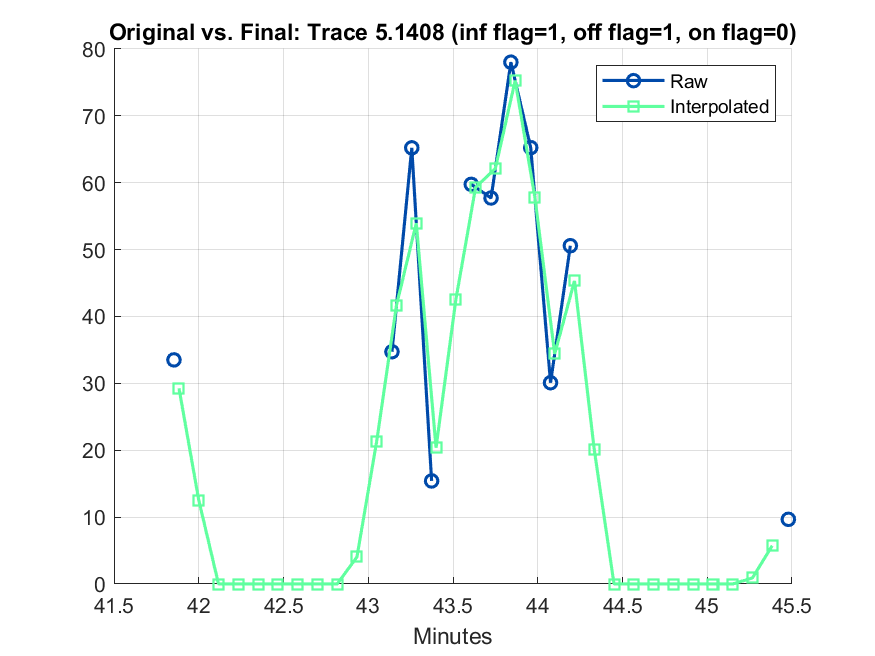 Original vs. Final: Trace 5.1408 (inf flag=1, off flag=1, on flag=0)
80
70
60
50
40
30
20
10
0
Raw
Interpolated
41.5 42 42.5 43 43.5 44 44.5 45 45.5
Minutes